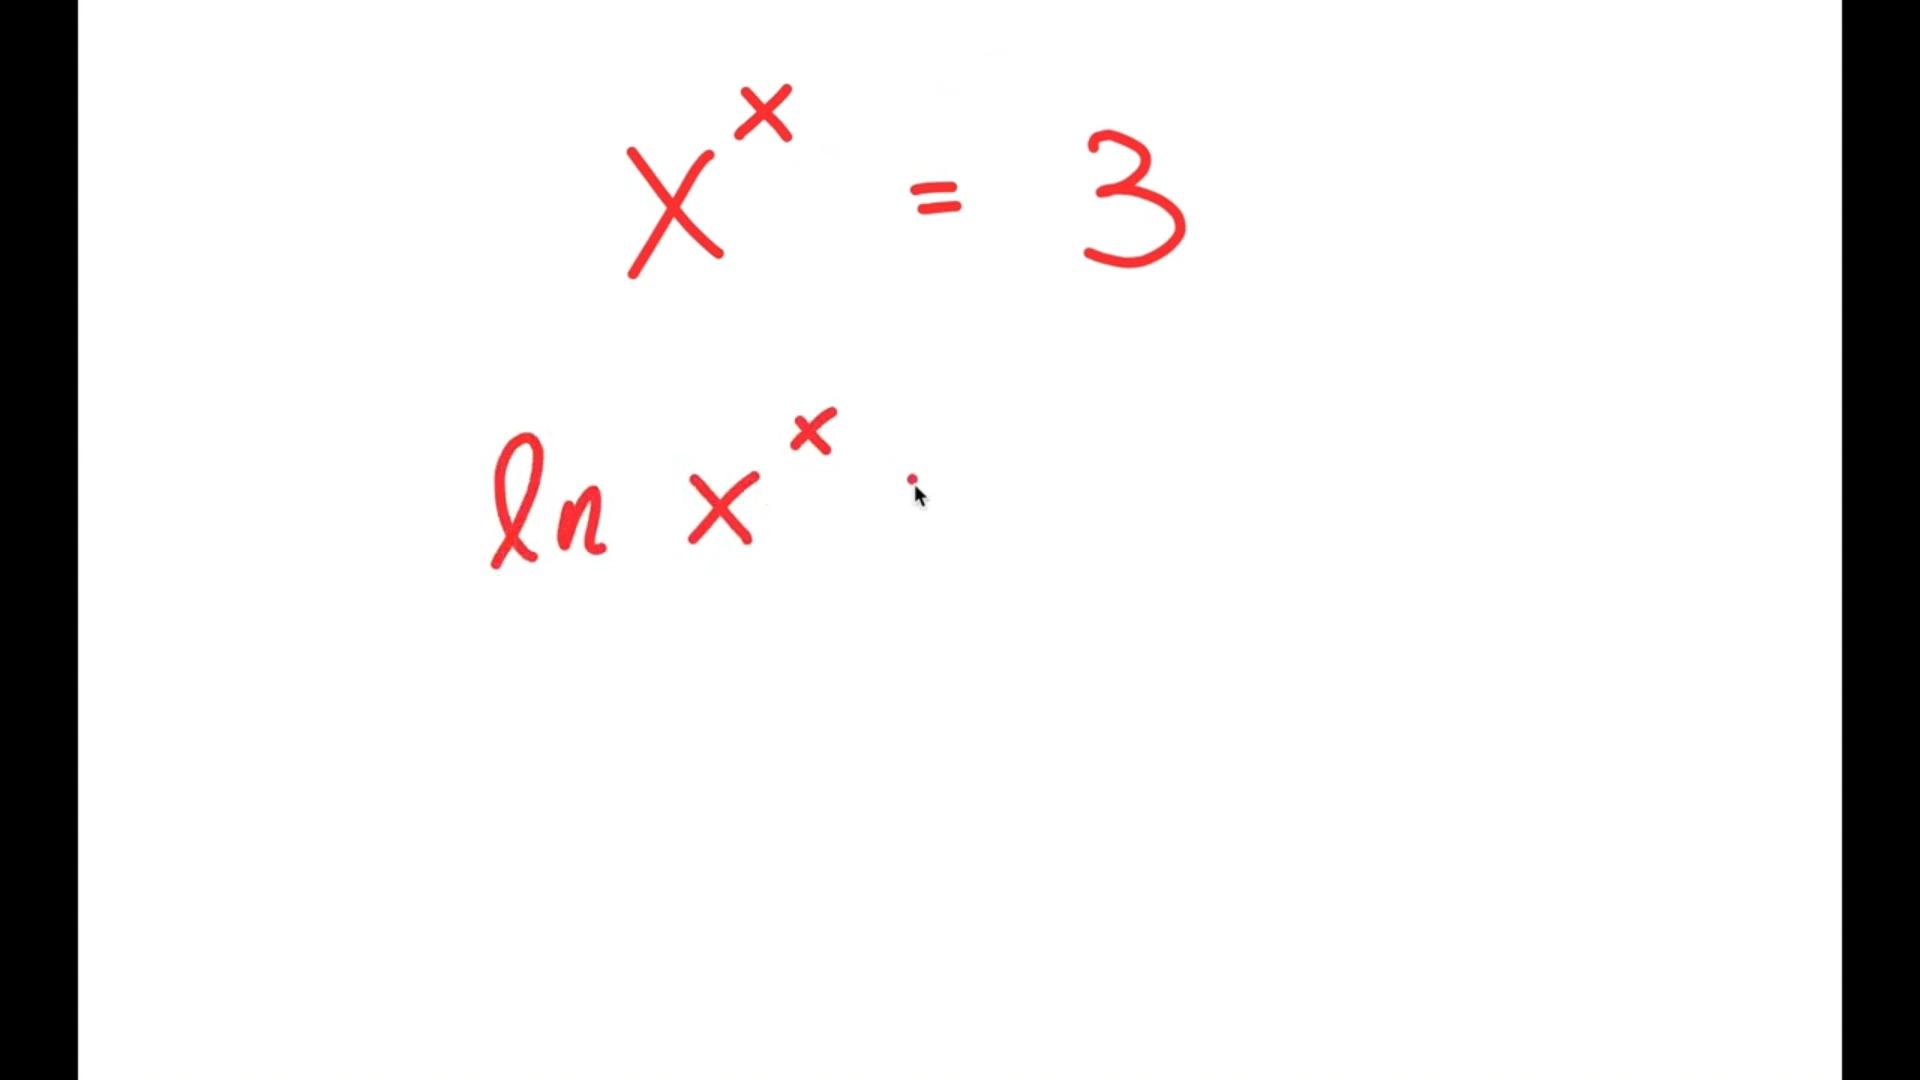 x^x = 3
ln x^x